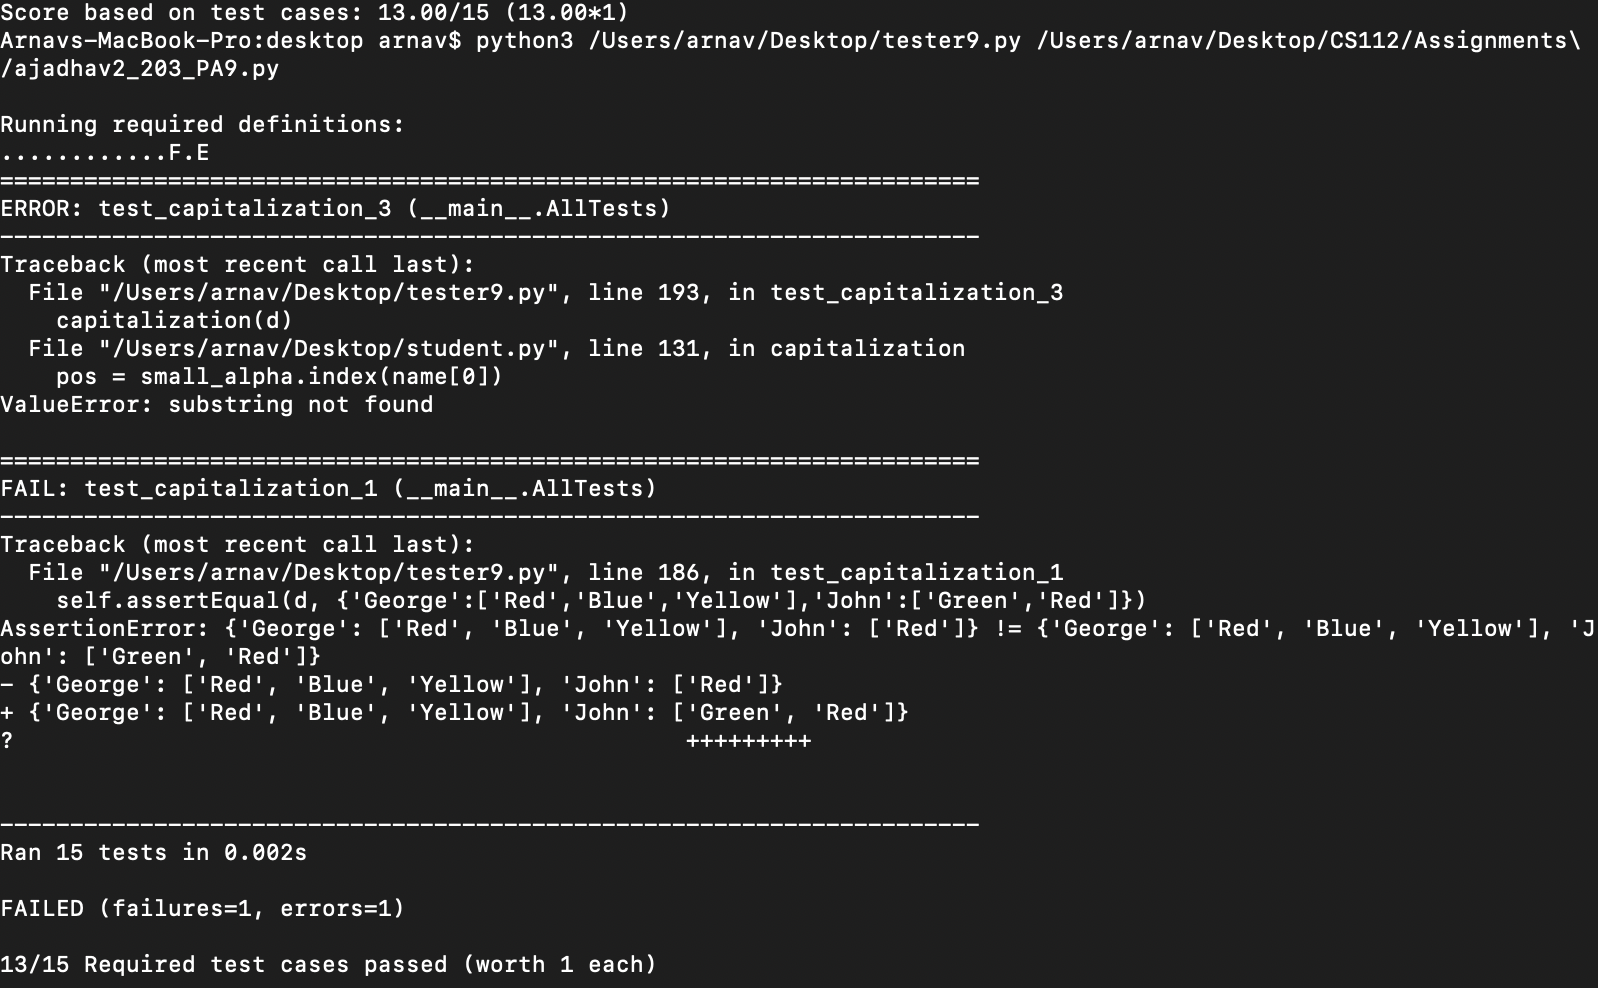 Score based on test cases: 13.00/15 (13.00*1)
Arnavs-MacBook-Pro:desktop arnav$ python3 /Users/arnav/Desktop/tester9.py /Users/arnav/Desktop/CS112/Assignments\
/ajadhav2_203_PA9.py
Running required definitions:
............F.E
======================================================================
ERROR: test_capitalization_3 (__main__.AllTests)
----------------------------------------------------------------------
Traceback (most recent call last):
  File "/Users/arnav/Desktop/tester9.py", line 193, in test_capitalization_3
    capitalization(d)
  File "/Users/arnav/Desktop/student.py", line 131, in capitalization
    pos = small_alpha.index(name[0])
ValueError: substring not found
======================================================================
FAIL: test_capitalization_1 (__main__.AllTests)
----------------------------------------------------------------------
Traceback (most recent call last):
  File "/Users/arnav/Desktop/tester9.py", line 186, in test_capitalization_1
    self.assertEqual(d, {'George':['Red','Blue','Yellow'],'John':['Green','Red']})
AssertionError: {'George': ['Red', 'Blue', 'Yellow'], 'John': ['Red']} != {'George': ['Red', 'Blue', 'Yellow'], 'J
ohn': ['Green', 'Red']}
- {'George': ['Red', 'Blue', 'Yellow'], 'John': ['Red']}
+ {'George': ['Red', 'Blue', 'Yellow'], 'John': ['Green', 'Red']}
?                                                +++++++++
----------------------------------------------------------------------
Ran 15 tests in 0.002s
FAILED (failures=1, errors=1)
13/15 Required test cases passed (worth 1 each)